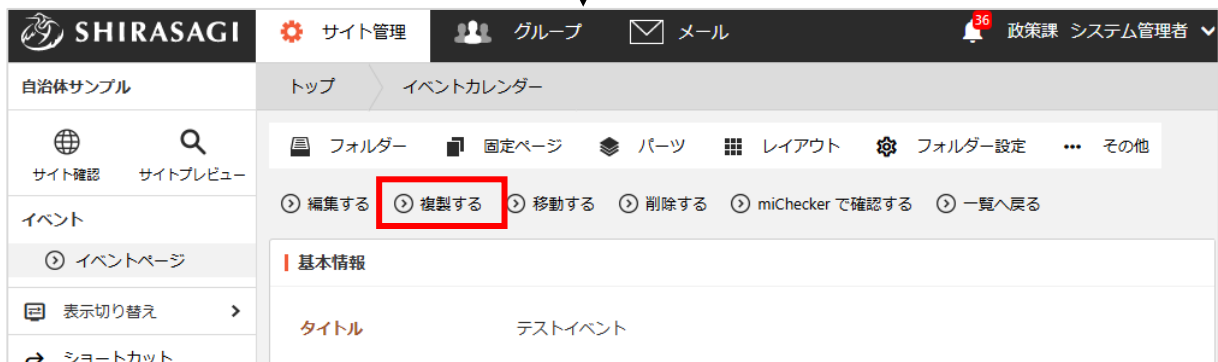 SHIRASAGI サイト管理 グループ メール 36 政策課 システム管理者
自治体サンプル トップ イベントカレンダー
フォルダー 固定ページ パーツ レイアウト フォルダー設定 ••• その他
サイト確認 サイトプレビュー
編集する 複製する 移動する 削除する miChecker で確認する 一覧へ戻る
イベント
イベントページ
基本情報
表示切り替え
タイトル テストイベント
ショートカット